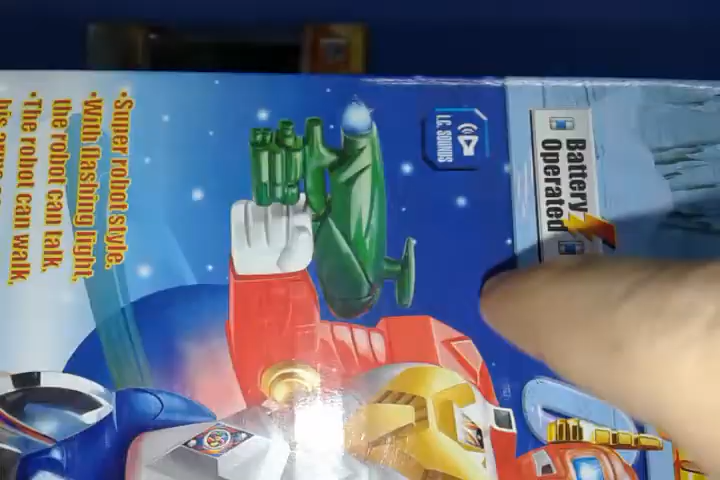 •Super robot style.
•With flashing light,
the robot can talk
•The robot can walk,
I.C. SOUNDS
Battery
Operated